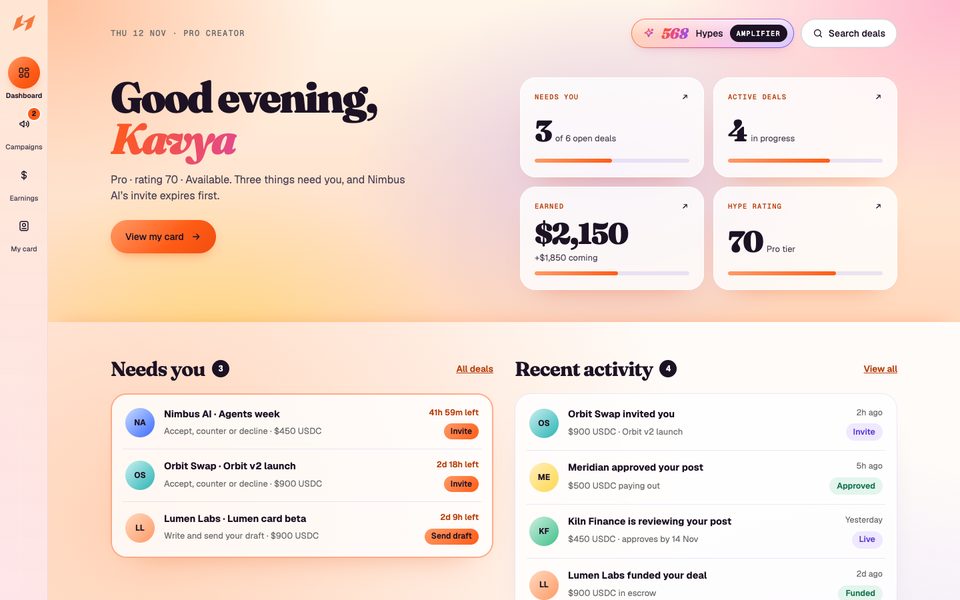 THU 12 NOV · PRO CREATOR
568 Hypes AMPLIFIER
Search deals
Dashboard
2
Campaigns
Earnings
My card
Good evening,
Kavya
Pro · rating 70 · Available. Three things need you, and Nimbus
AI's invite expires first.
View my card →
NEEDS YOU ↗
3 of 6 open deals
ACTIVE DEALS ↗
4 in progress
EARNED ↗
$2,150
+$1,850 coming
HYPE RATING ↗
70 Pro tier
Needs you 3
All deals
NA
Nimbus AI · Agents week
41h 59m left
Accept, counter or decline · $450 USDC
Invite
OS
Orbit Swap · Orbit v2 launch
2d 18h left
Accept, counter or decline · $900 USDC
Invite
LL
Lumen Labs · Lumen card beta
2d 9h left
Write and send your draft · $900 USDC
Send draft
Recent activity 4
View all
OS
Orbit Swap invited you
2h ago
$900 USDC · Orbit v2 launch
Invite
ME
Meridian approved your post
5h ago
$500 USDC paying out
Approved
KF
Kiln Finance is reviewing your post
Yesterday
$450 USDC · approves by 14 Nov
Live
LL
Lumen Labs funded your deal
2d ago
$900 USDC in escrow
Funded